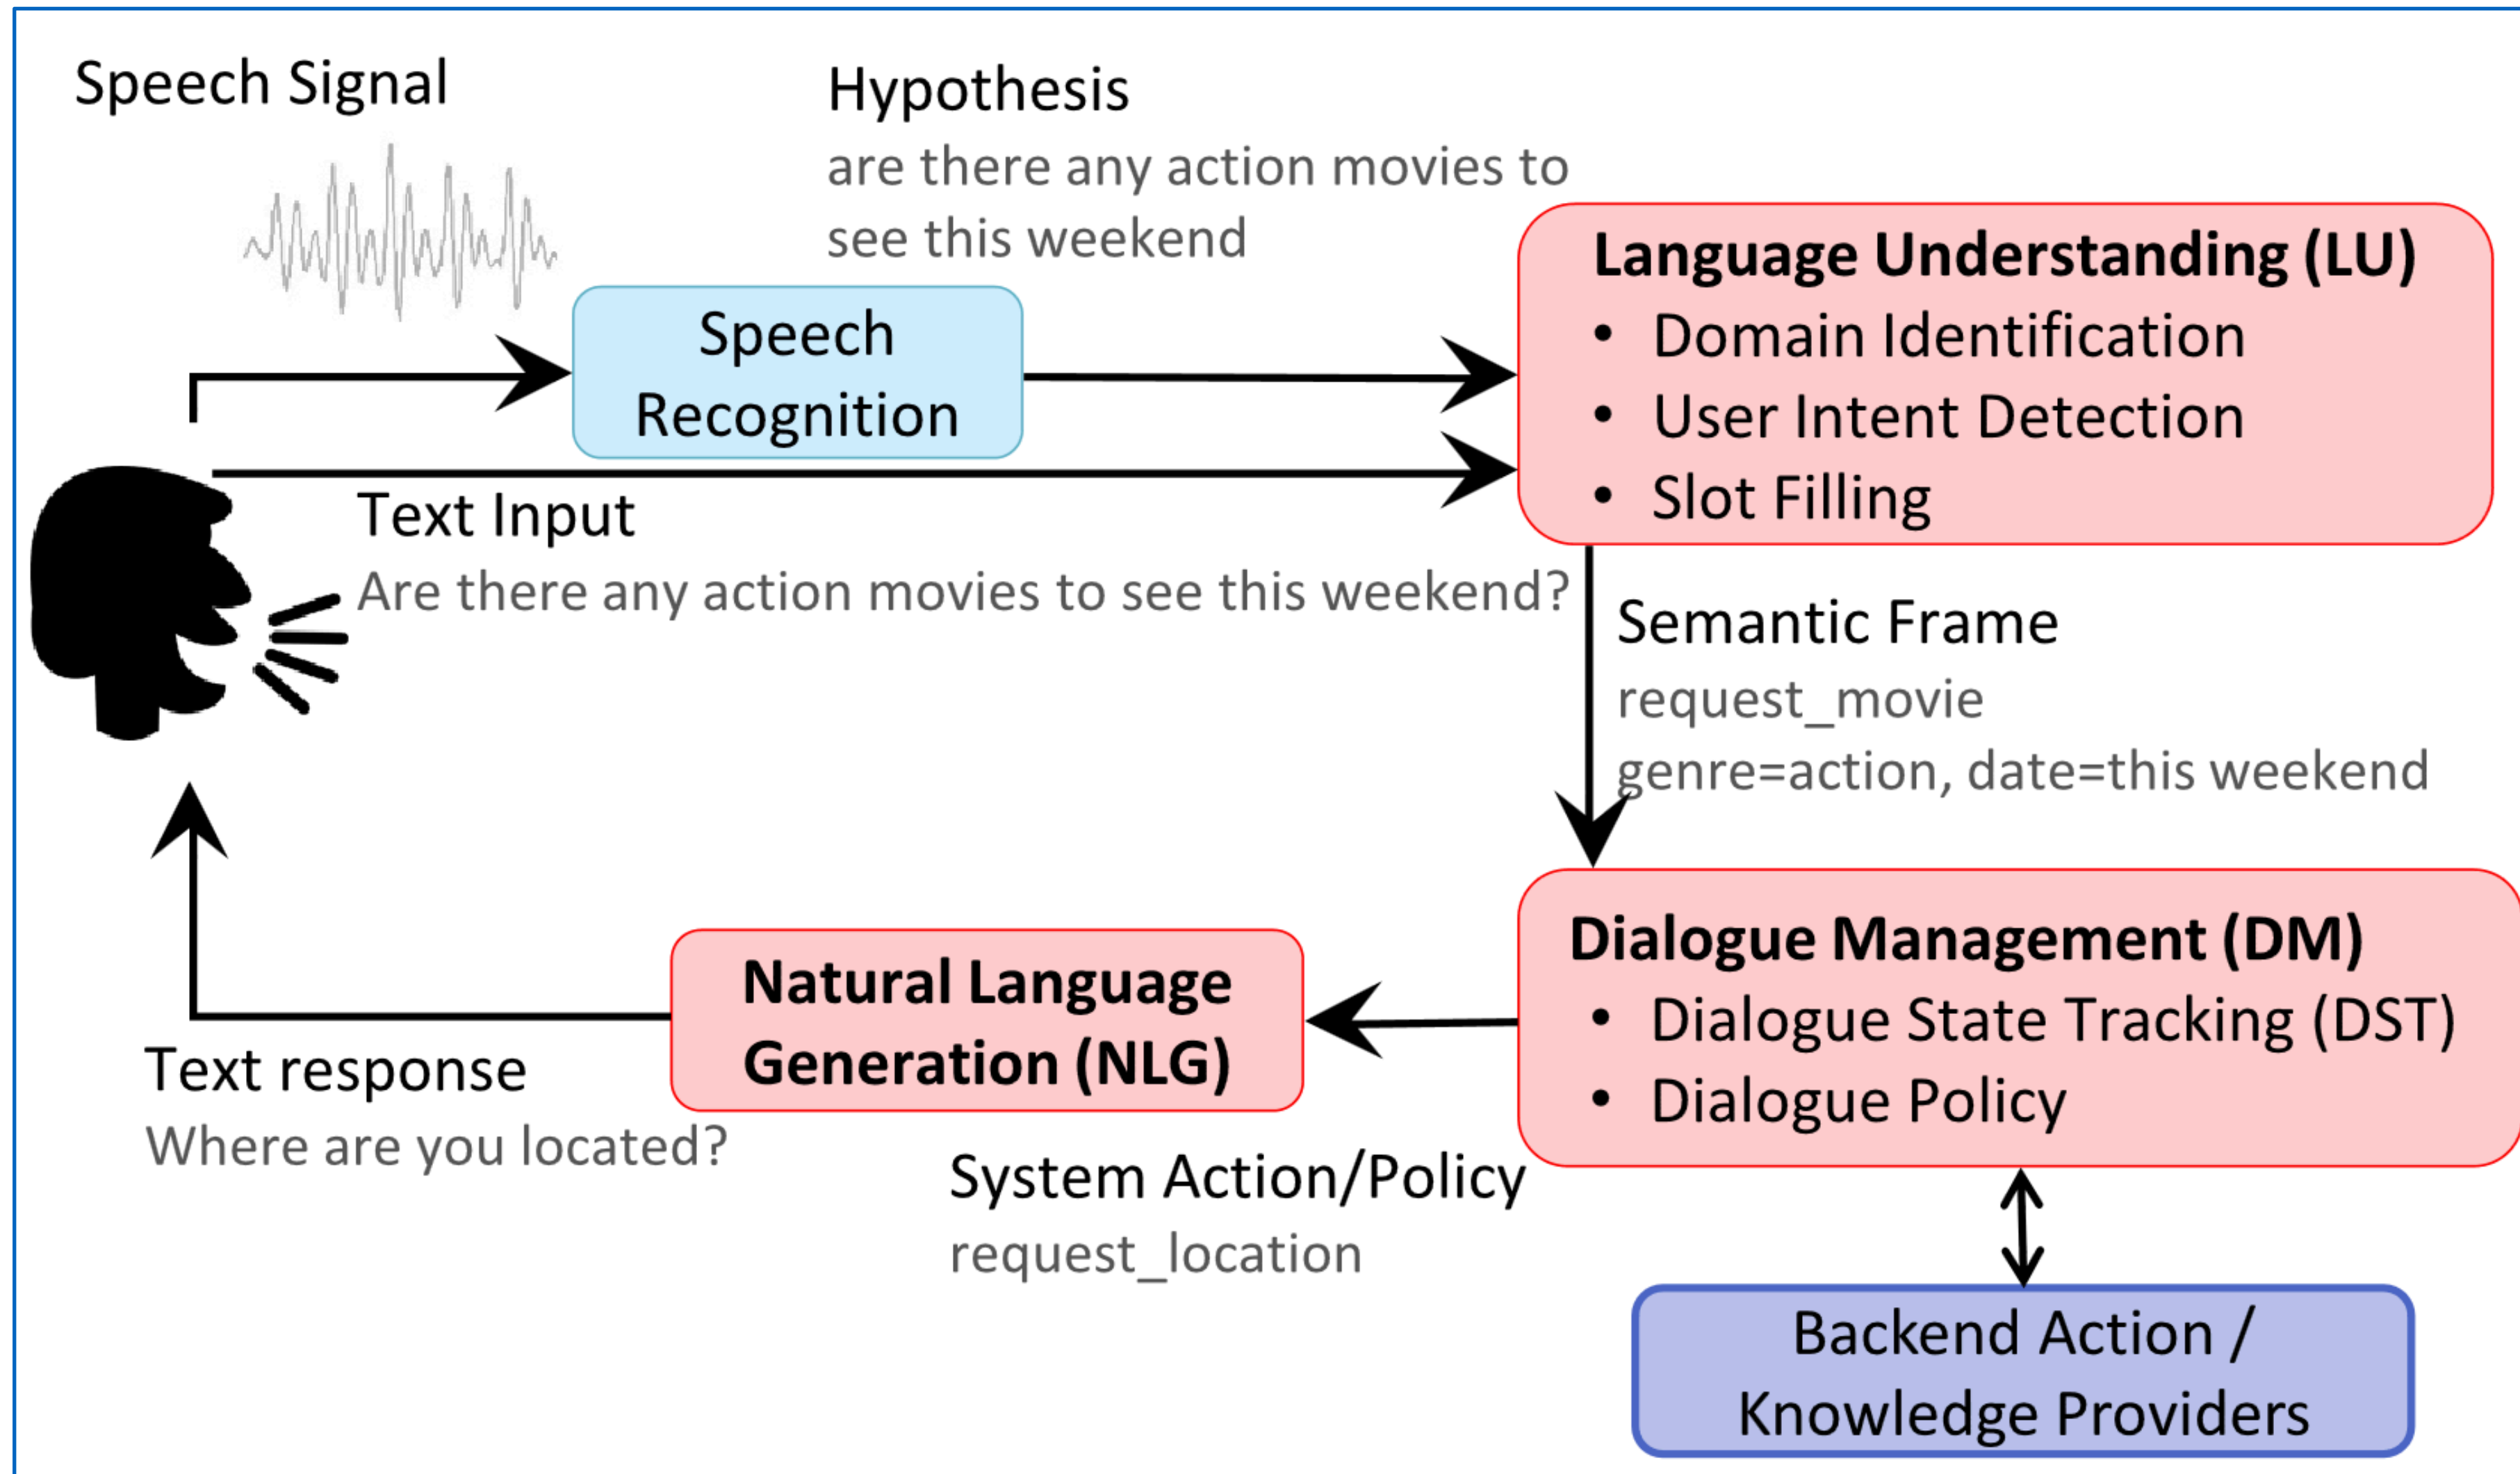 Speech Signal
Hypothesis
are there any action movies to
see this weekend
Speech
Recognition
Language Understanding (LU)
• Domain Identification
• User Intent Detection
• Slot Filling
Text Input
Are there any action movies to see this weekend?
Semantic Frame
request_movie
genre=action, date=this weekend
Dialogue Management (DM)
• Dialogue State Tracking (DST)
• Dialogue Policy
Natural Language
Generation (NLG)
System Action/Policy
request_location
Text response
Where are you located?
Backend Action /
Knowledge Providers